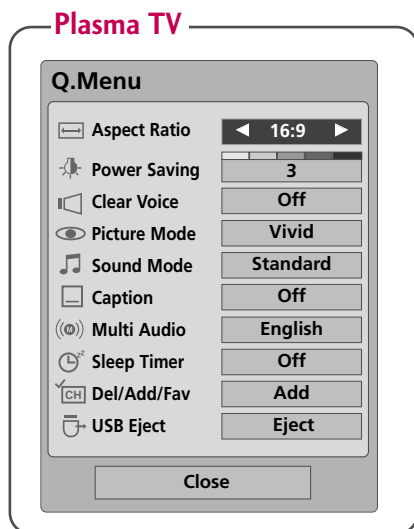 Plasma TV
Q.Menu
Aspect Ratio ◀ 16:9 ▶
Power Saving 3
Clear Voice Off
Picture Mode Vivid
Sound Mode Standard
Caption Off
Multi Audio English
Sleep Timer Off
CH Del/Add/Fav Add
USB Eject Eject
Close